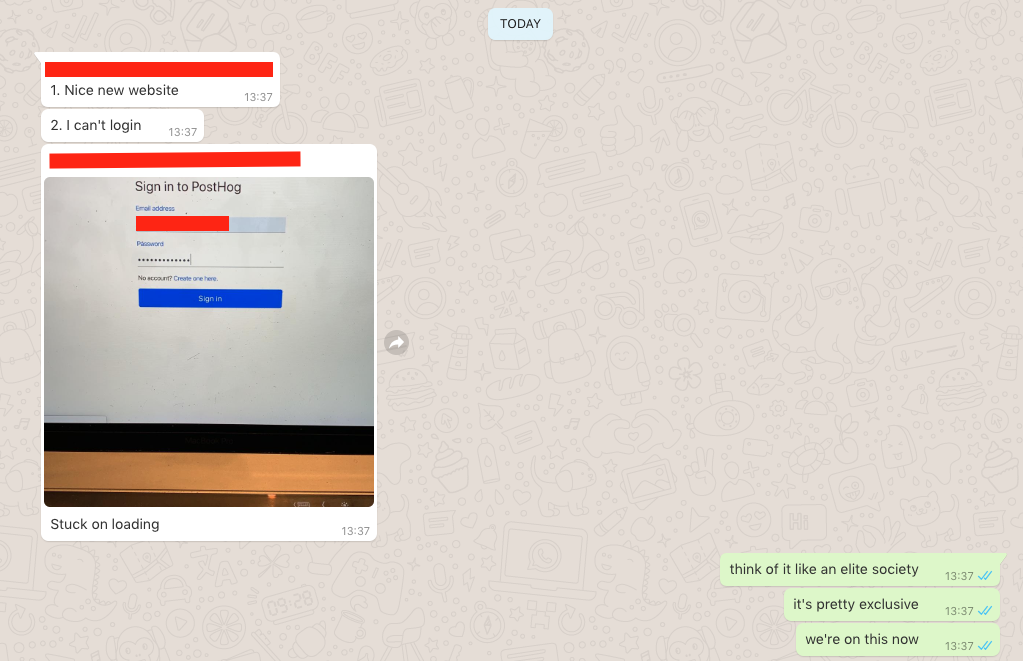 TODAY
1. Nice new website
13:37
2. I can't login
13:37
Sign in to PostHog
Email address
Password
No account? Create one here.
Sign in
Stuck on loading
13:37
think of it like an elite society
13:37
it's pretty exclusive
13:37
we're on this now
13:37